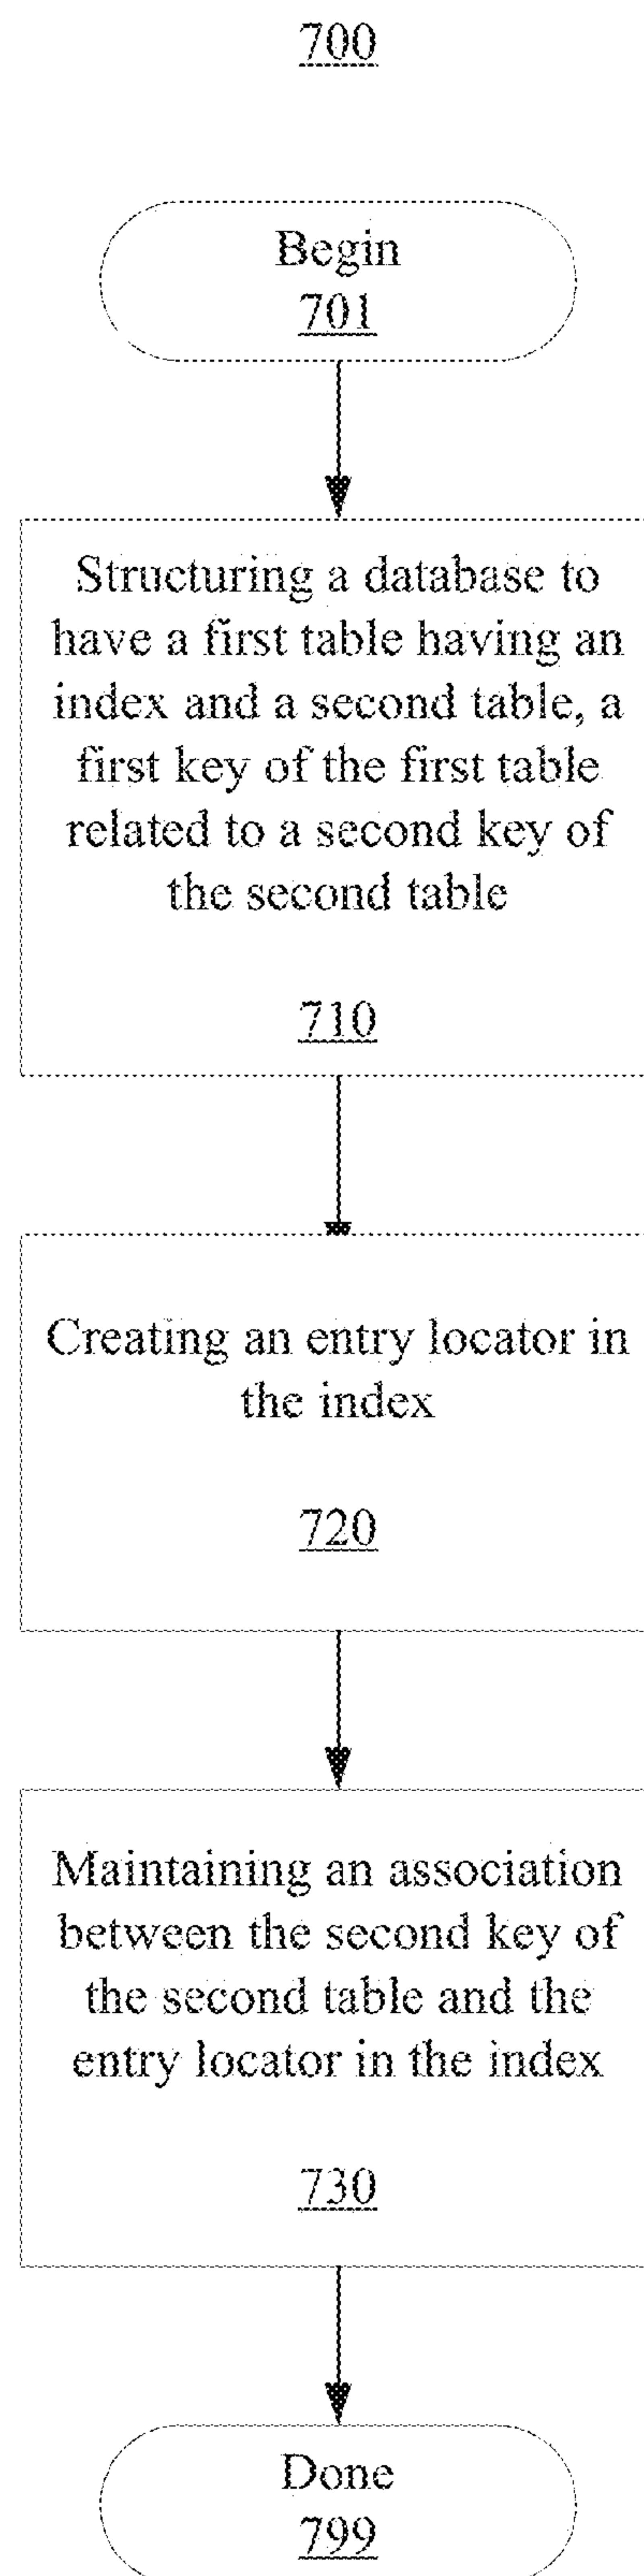 700
Begin
701
Structuring a database to
have a first table having an
index and a second table, a
first key of the first table
related to a second key of
the second table
710
Creating an entry locator in
the index
720
Maintaining an association
between the second key of
the second table and the
entry locator in the index
730
Done
799